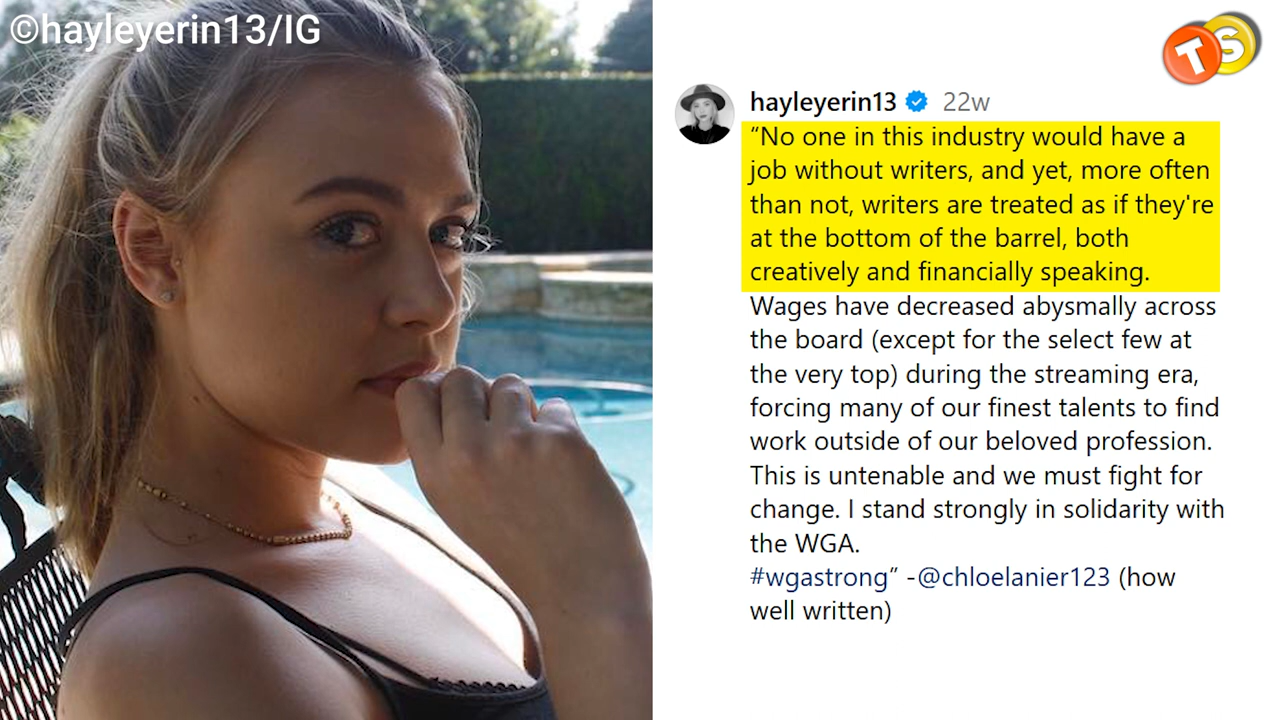 ©hayleyerin13/IG
TS
hayleyerin13 22w
“No one in this industry would have a
job without writers, and yet, more often
than not, writers are treated as if they're
at the bottom of the barrel, both
creatively and financially speaking.
Wages have decreased abysmally across
the board (except for the select few at
the very top) during the streaming era,
forcing many of our finest talents to find
work outside of our beloved profession.
This is untenable and we must fight for
change. I stand strongly in solidarity with
the WGA.
#wgastrong” -@chloelanier123 (how
well written)